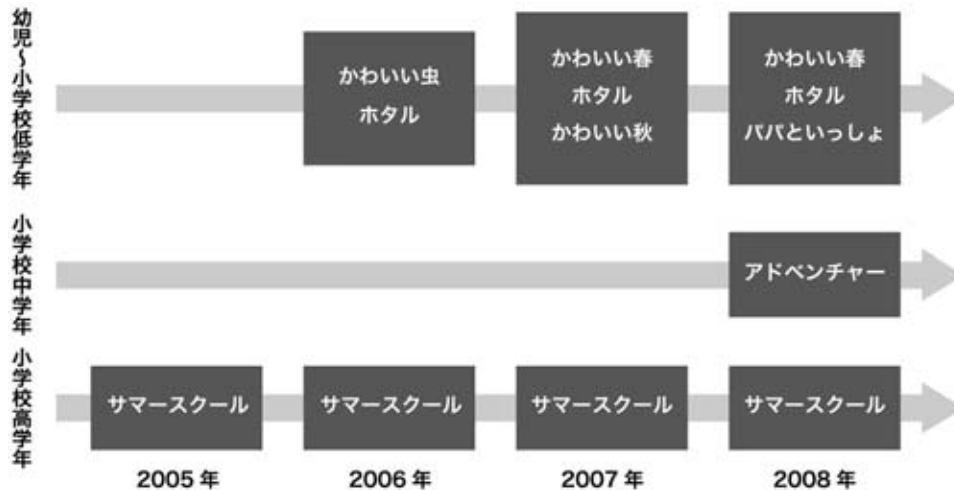 幼児～小学校低学年
かわいい虫
ホタル
かわいい春
ホタル
かわいい秋
かわいい春
ホタル
パパといっしょ
小学校中学年
アドベンチャー
小学校高学年
サマースクール
サマースクール
サマースクール
サマースクール
2005 年
2006 年
2007 年
2008 年